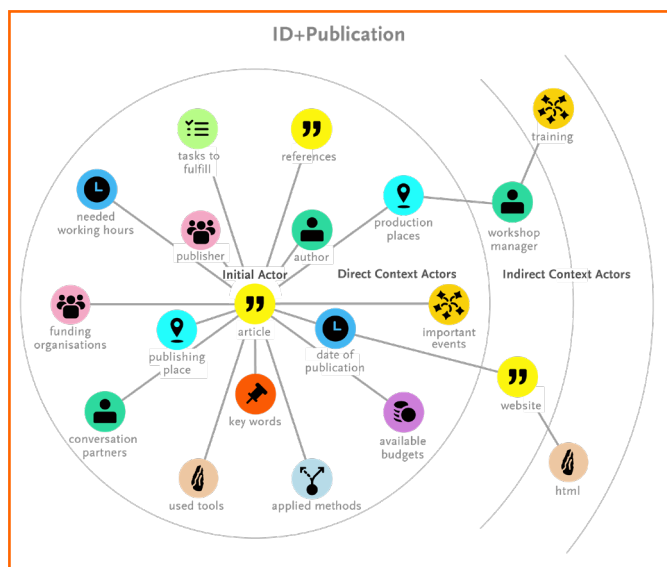 ID+Publication
training
tasks to
fulfill
references
needed
working hours
publisher
author
production
places
workshop
manager
Initial Actor
Direct Context Actors
Indirect Context Actors
funding
organisations
publishing
place
article
date of
publication
important
events
website
key words
conversation
partners
available
budgets
used tools
applied methods
html